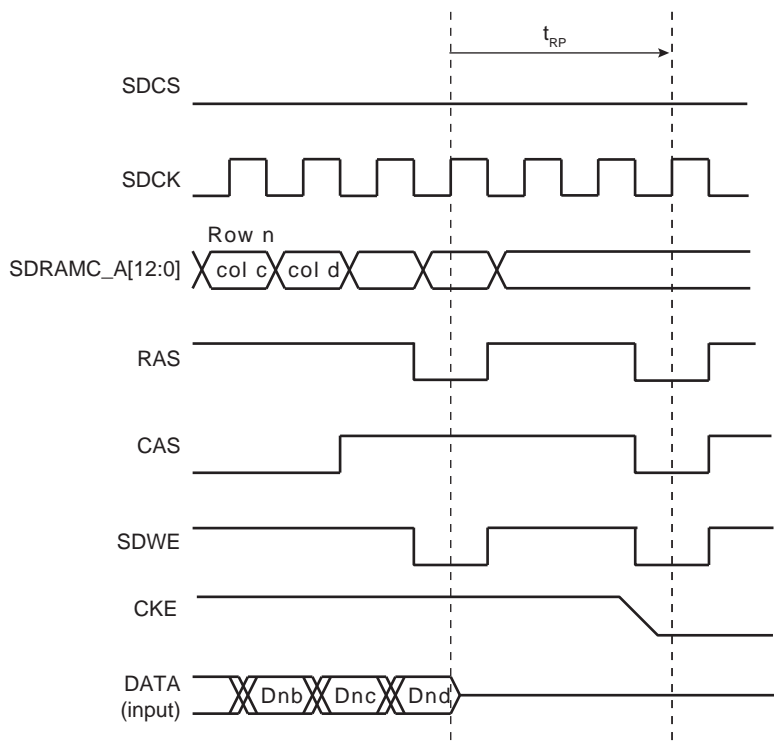 tRP
SDCS
SDCK
Row n
SDRAMC_A[12:0]
col c col d
RAS
CAS
SDWE
CKE
DATA
(input)
Dnb Dnc Dnd